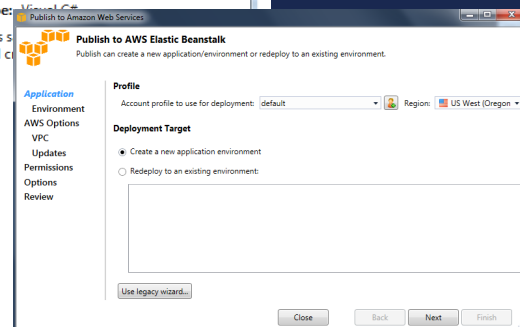 pe: Visual C#
Publish to Amazon Web Services
Publish to AWS Elastic Beanstalk
Publish can create a new application/environment or redeploy to an existing environment.
Application
Environment
AWS Options
VPC
Updates
Permissions
Options
Review
Profile
Account profile to use for deployment: default
Region: US West (Oregon
Deployment Target
Create a new application environment
Redeploy to an existing environment:
Use legacy wizard...
Close Back Next Finish